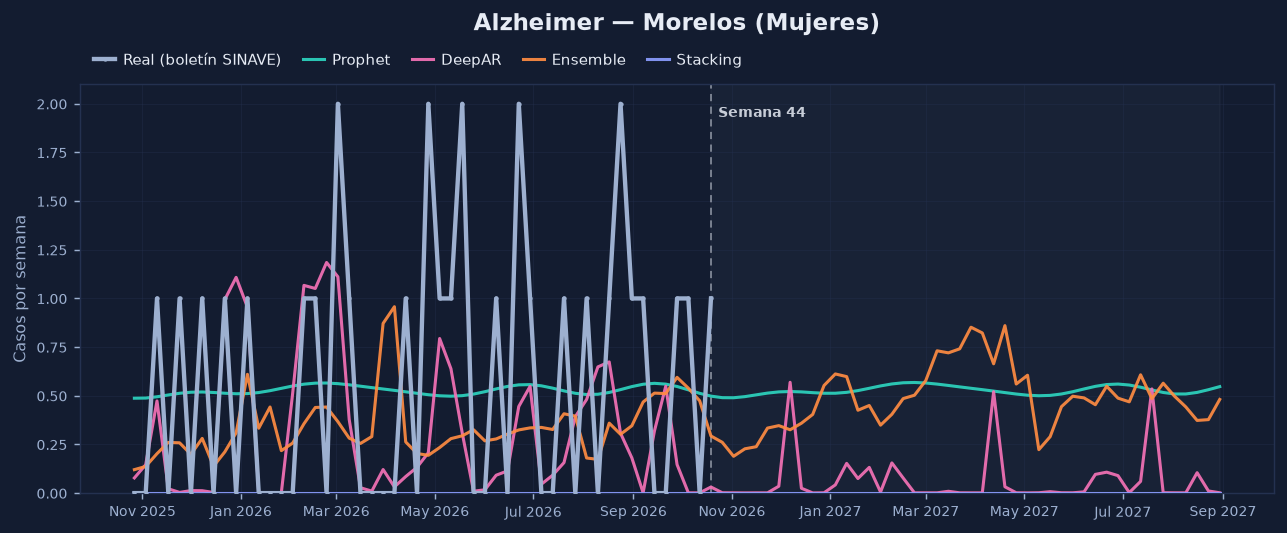 Alzheimer — Morelos (Mujeres)
Real (boletín SINAVE) Prophet DeepAR Ensemble Stacking
Semana 44
Casos por semana
2.00
1.75
1.50
1.25
1.00
0.75
0.50
0.25
0.00
Nov 2025 Jan 2026 Mar 2026 May 2026 Jul 2026 Sep 2026 Nov 2026 Jan 2027 Mar 2027 May 2027 Jul 2027 Sep 2027